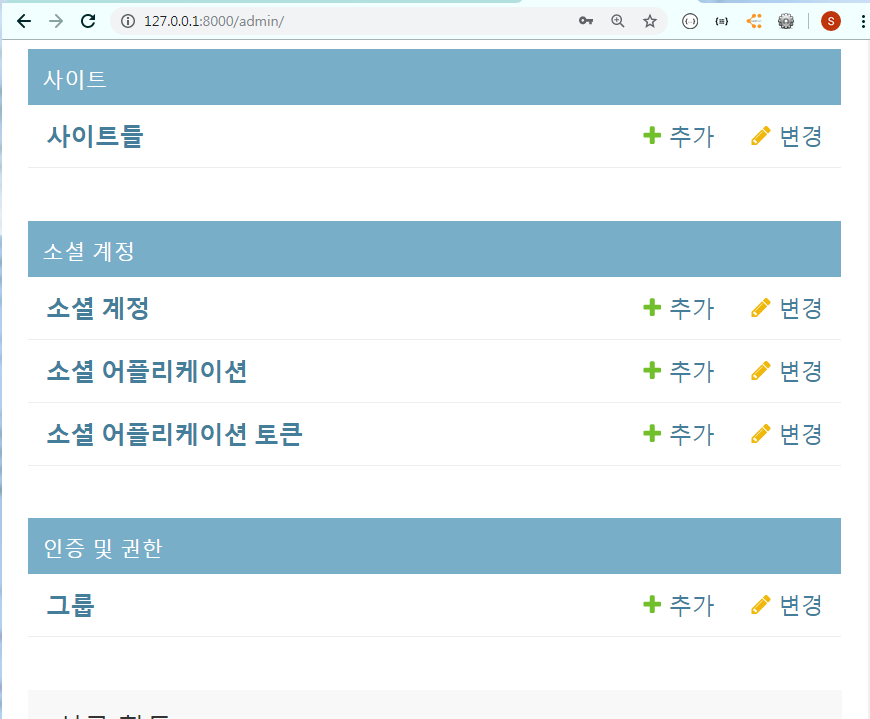 127.0.0.1:8000/admin/
S
사이트
사이트들 추가 변경
소셜 계정
소셜 계정 추가 변경
소셜 어플리케이션 추가 변경
소셜 어플리케이션 토큰 추가 변경
인증 및 권한
그룹 추가 변경